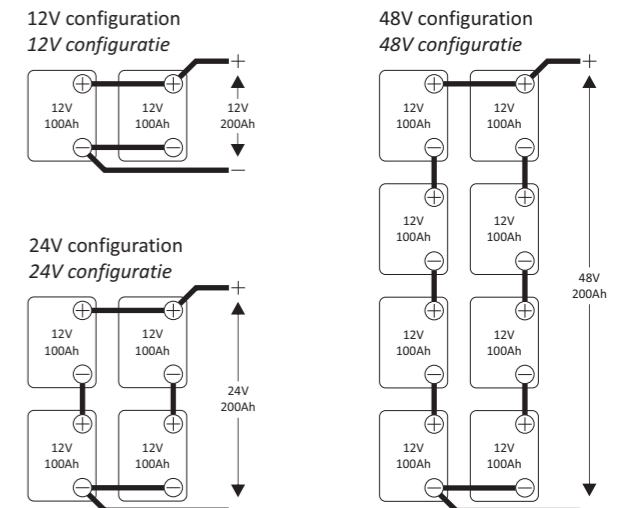 12V configuration
12V configuratie
+
+ +
12V 12V 12V
100Ah 100Ah 200Ah
− −
−
24V configuration
24V configuratie
+
+ +
12V 12V
100Ah 100Ah
− −
24V
200Ah
+ +
12V 12V
100Ah 100Ah
− −
48V configuration
48V configuratie
+
+ +
12V 12V
100Ah 100Ah
− −
+ +
12V 12V
100Ah 100Ah
− −
48V
200Ah
+ +
12V 12V
100Ah 100Ah
− −
+ +
12V 12V
100Ah 100Ah
− −